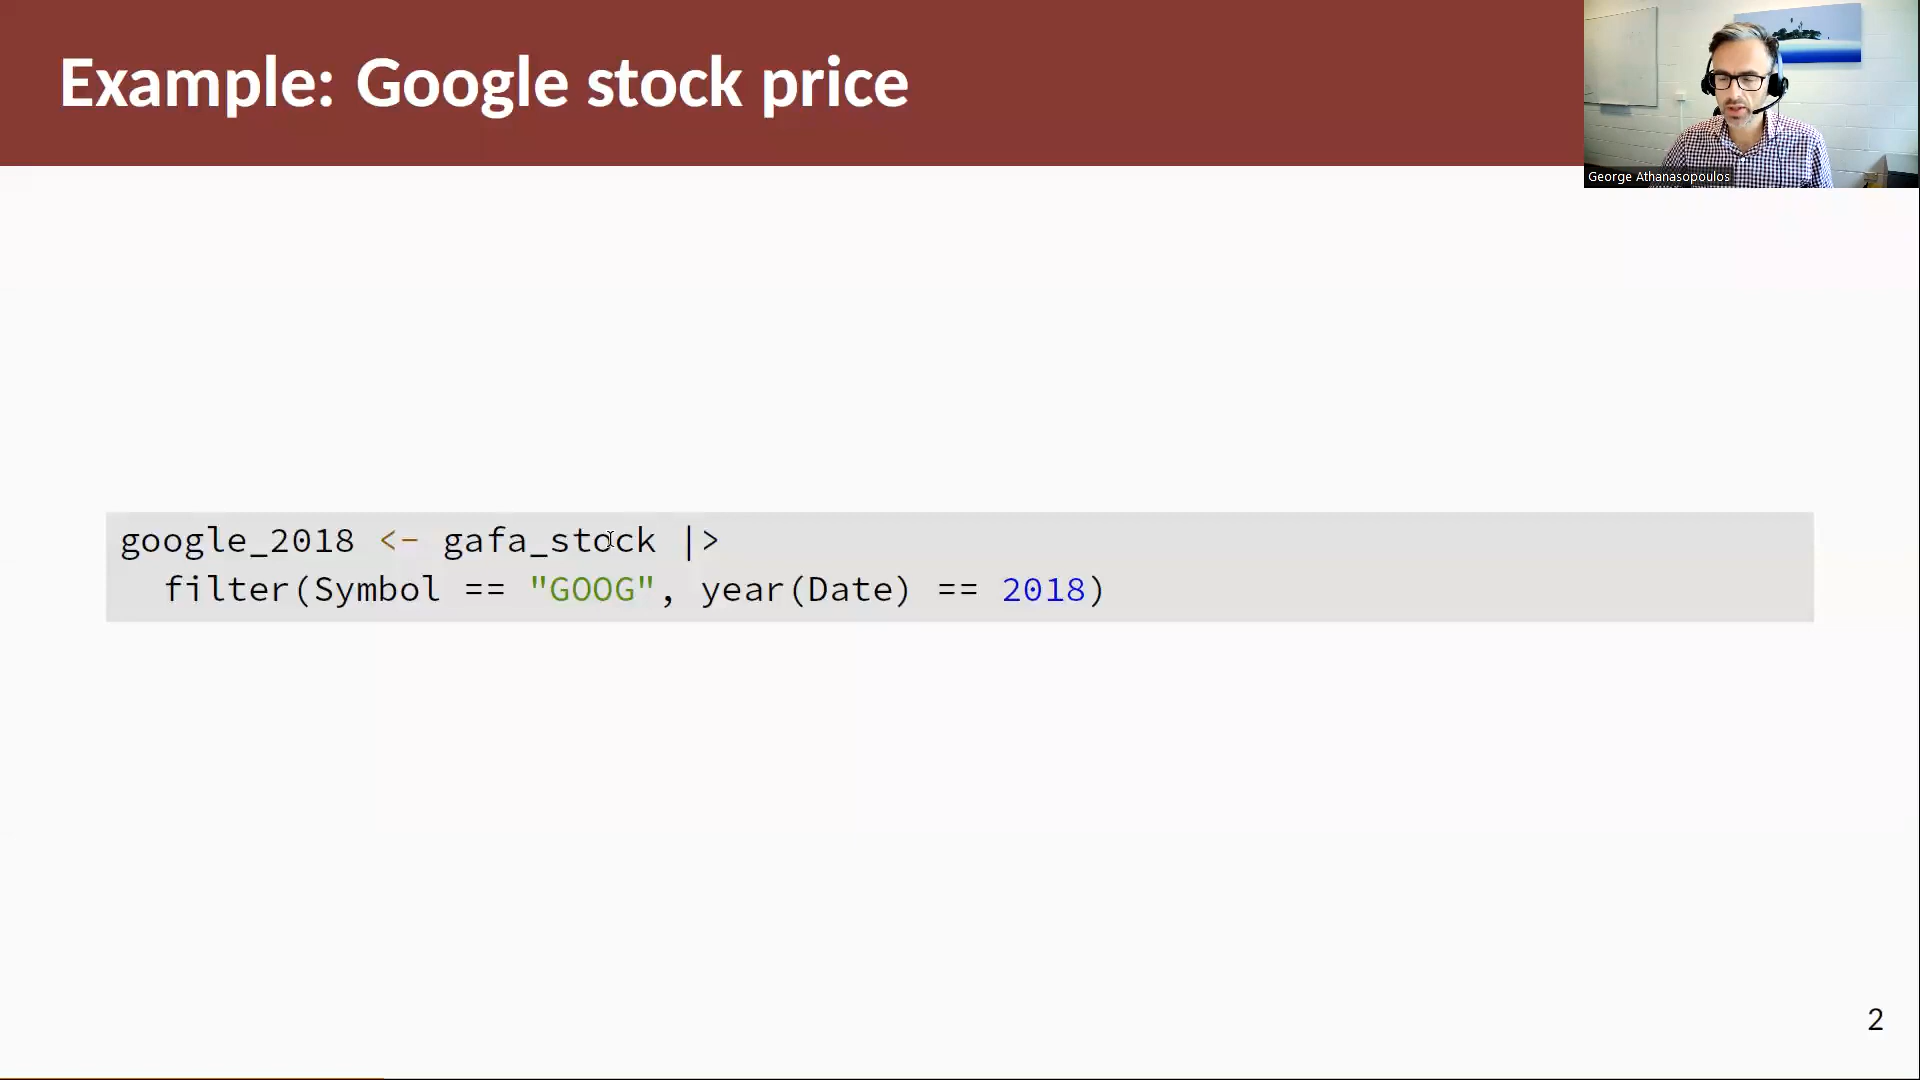 Example: Google stock price
George Athanasopoulos
google_2018 <- gafa_stock |>
  filter(Symbol == "GOOG", year(Date) == 2018)
2